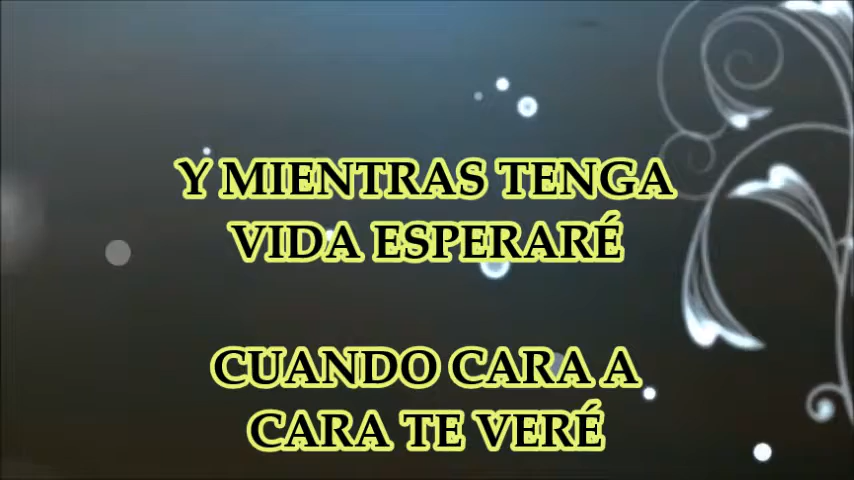 Y MIENTRAS TENGA
VIDA ESPERARÉ
CUANDO CARA A
CARA TE VERÉ